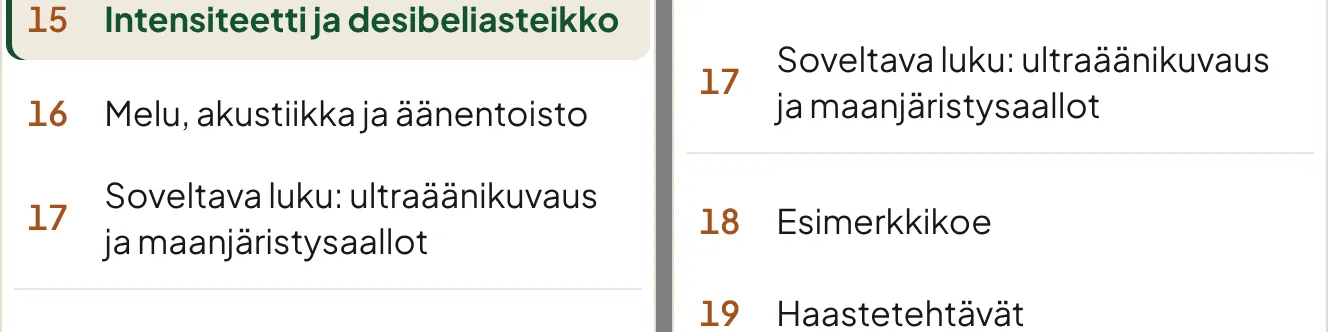 15 Intensiteetti ja desibeliasteikko
16 Melu, akustiikka ja äänentoisto
17 Soveltava luku: ultraäänikuvaus
ja maanjäristysaallot
17 Soveltava luku: ultraäänikuvaus
ja maanjäristysaallot
18 Esimerkkikoe
19 Haastetehtävät